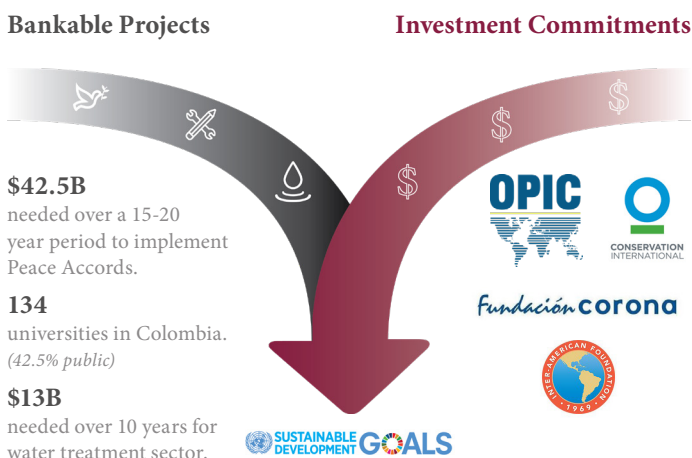 Bankable Projects
Investment Commitments
$42.5B
needed over a 15-20
year period to implement
Peace Accords.
134
universities in Colombia.
(42.5% public)
$13B
needed over 10 years for
water treatment sector.
$
$
$
OPIC
CONSERVATION
INTERNATIONAL
Fundación corona
INTER-AMERICAN FOUNDATION
• 1969 •
SUSTAINABLE
DEVELOPMENT
GOALS